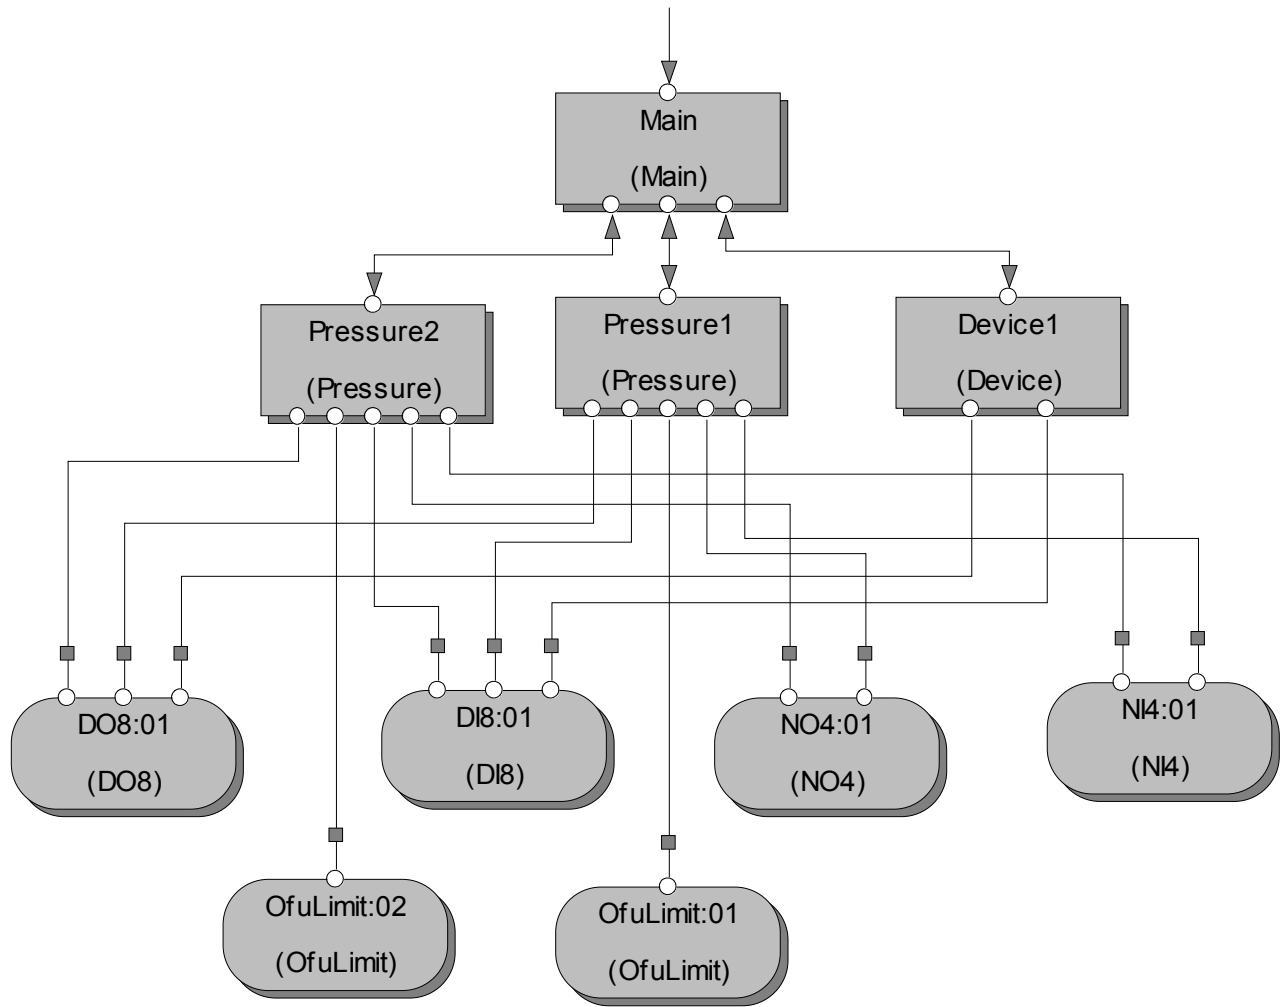 Main
(Main)
Pressure2
(Pressure)
Pressure1
(Pressure)
Device1
(Device)
DO8:01
(DO8)
DI8:01
(DI8)
NO4:01
(NO4)
NI4:01
(NI4)
OfuLimit:02
(OfuLimit)
OfuLimit:01
(OfuLimit)